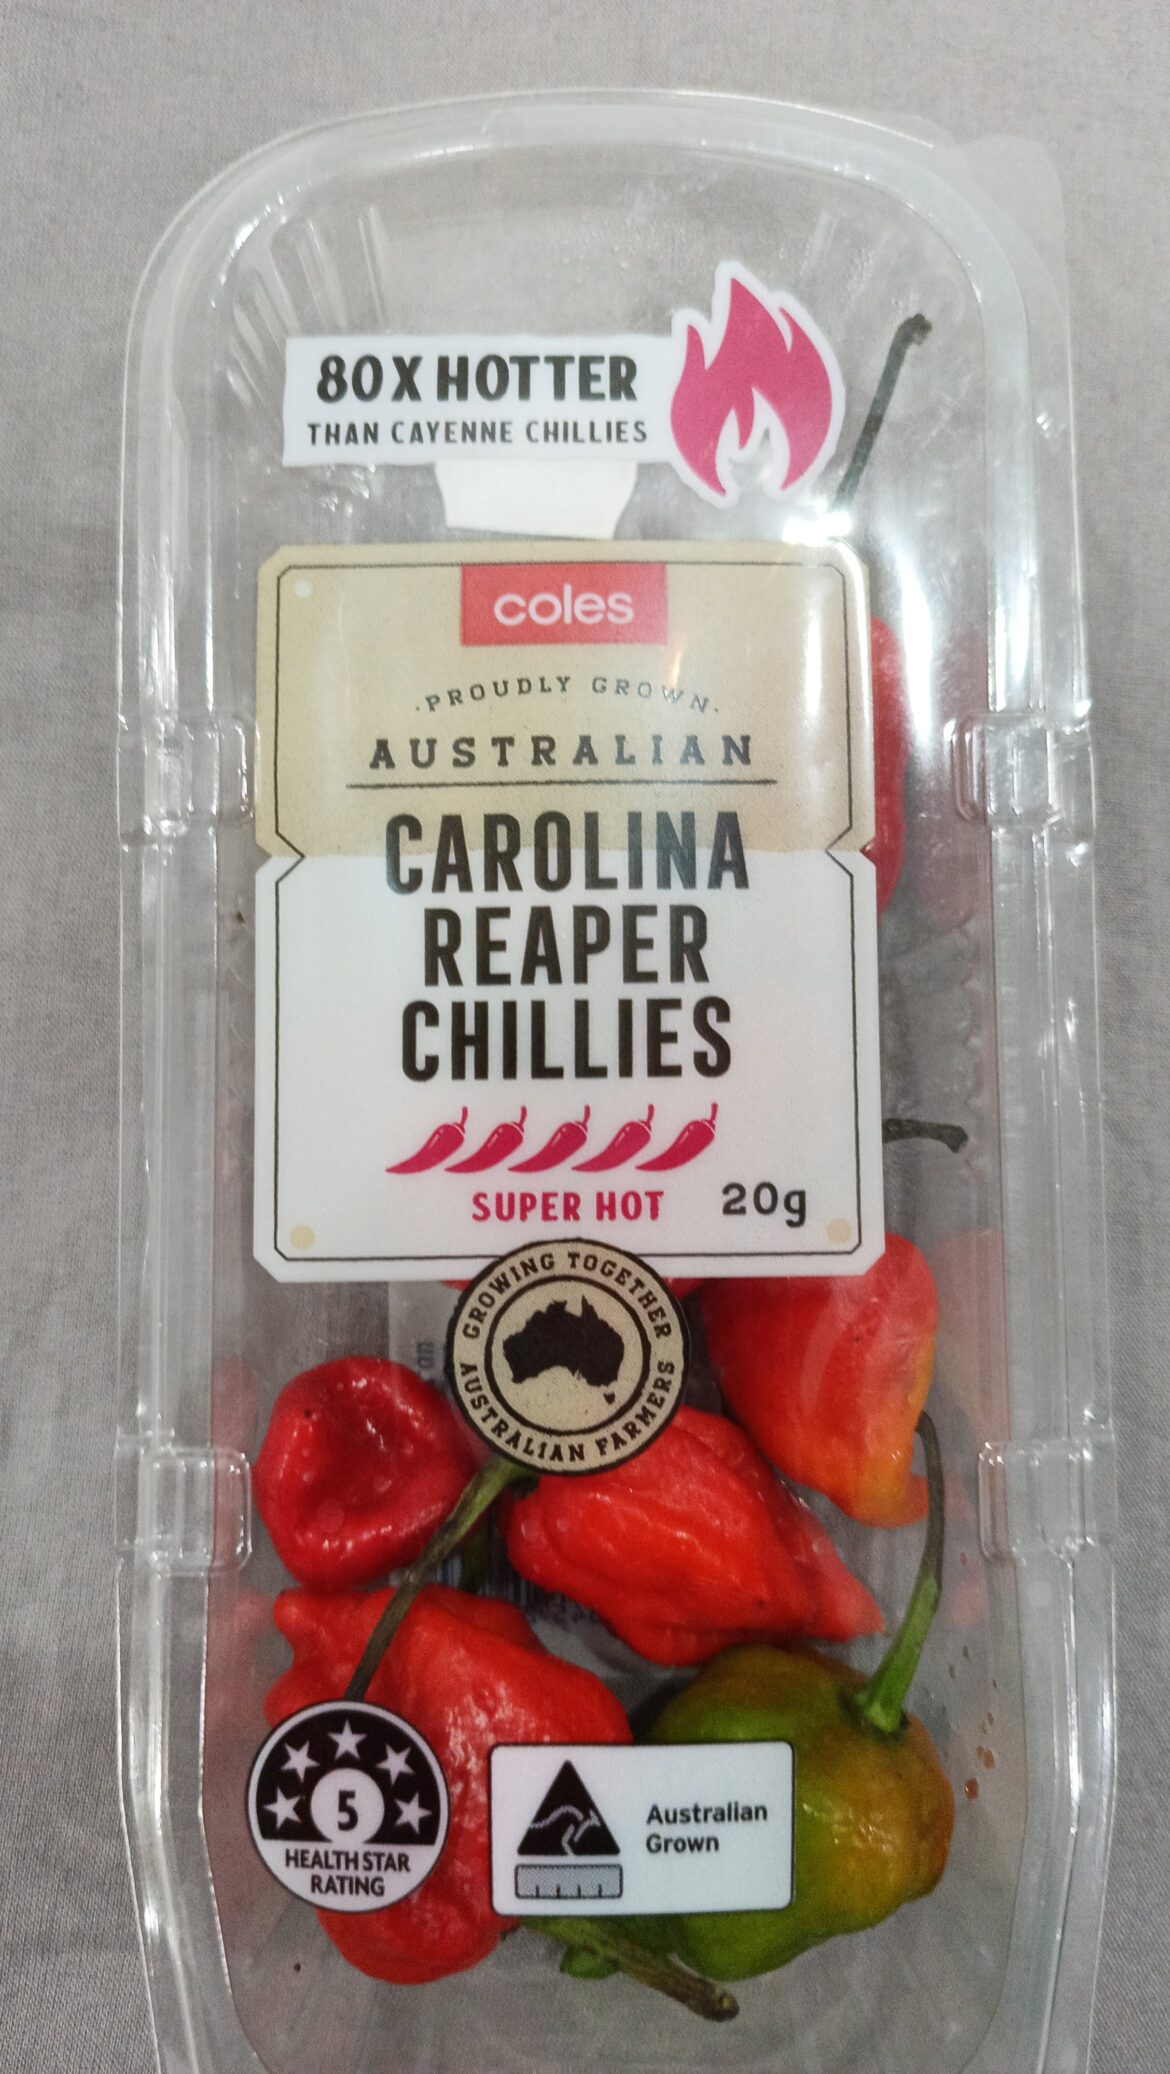 80X HOTTER
THAN CAYENNE CHILLIES
coles
·PROUDLY GROWN·
AUSTRALIAN
CAROLINA
REAPER
CHILLIES
SUPER HOT
20g
GROWING TOGETHER
AUSTRALIAN FARMERS
5
HEALTH STAR
RATING
Australian
Grown